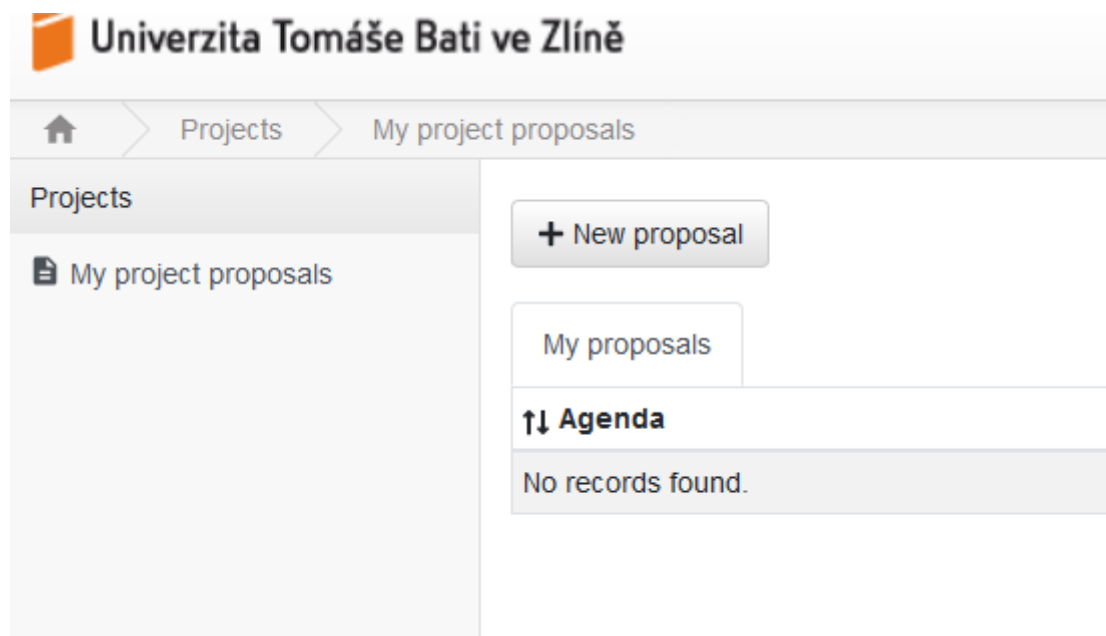 Univerzita Tomáše Bati ve Zlíně
Projects My project proposals
Projects
My project proposals
+ New proposal
My proposals
Agenda
No records found.